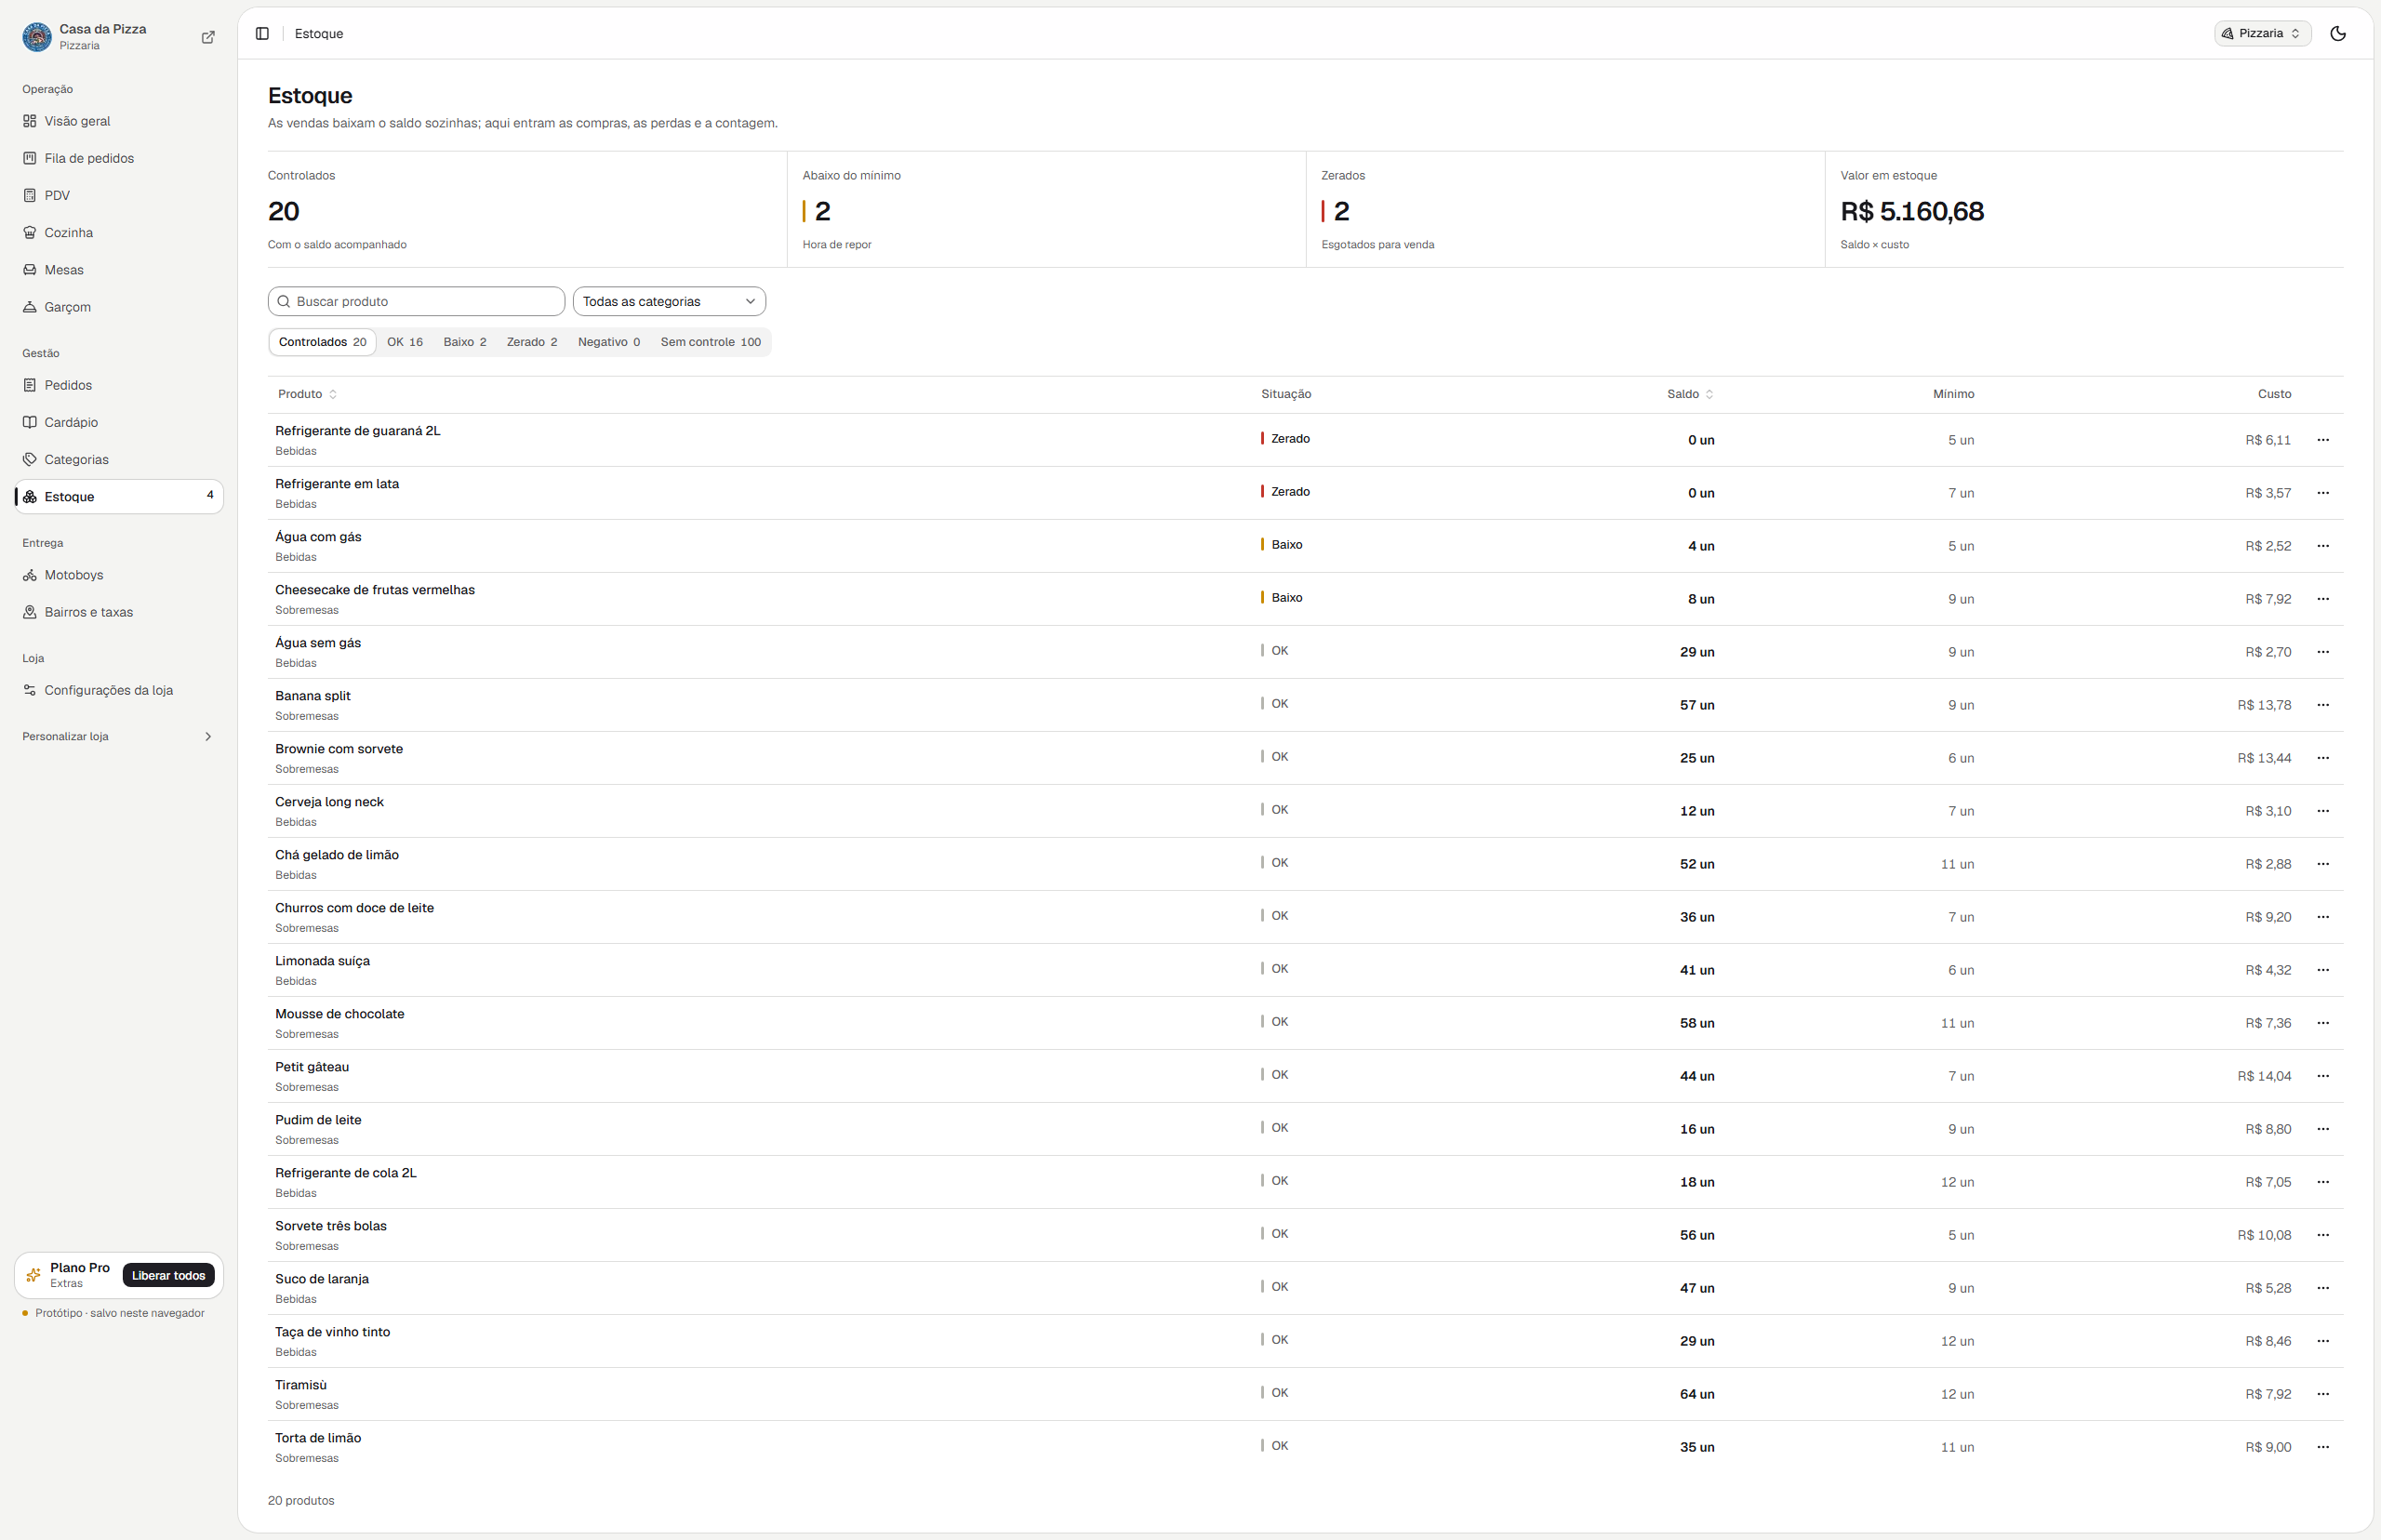 Casa da Pizza
Pizzaria
Operação
Visão geral
Fila de pedidos
PDV
Cozinha
Mesas
Garçom
Gestão
Pedidos
Cardápio
Categorias
Estoque 4
Entrega
Motoboys
Bairros e taxas
Loja
Configurações da loja
Personalizar loja
Plano Pro
Extras
Liberar todos
Protótipo · salvo neste navegador
Estoque
Pizzaria
Estoque
As vendas baixam o saldo sozinhas; aqui entram as compras, as perdas e a contagem.
Controlados
20
Com o saldo acompanhado
Abaixo do mínimo
2
Hora de repor
Zerados
2
Esgotados para venda
Valor em estoque
R$ 5.160,68
Saldo × custo
Buscar produto
Todas as categorias
Controlados 20 OK 16 Baixo 2 Zerado 2 Negativo 0 Sem controle 100
Produto Situação Saldo Mínimo Custo
Refrigerante de guaraná 2L
Bebidas
Zerado 0 un 5 un R$ 6,11
Refrigerante em lata
Bebidas
Zerado 0 un 7 un R$ 3,57
Água com gás
Bebidas
Baixo 4 un 5 un R$ 2,52
Cheesecake de frutas vermelhas
Sobremesas
Baixo 8 un 9 un R$ 7,92
Água sem gás
Bebidas
OK 29 un 9 un R$ 2,70
Banana split
Sobremesas
OK 57 un 9 un R$ 13,78
Brownie com sorvete
Sobremesas
OK 25 un 6 un R$ 13,44
Cerveja long neck
Bebidas
OK 12 un 7 un R$ 3,10
Chá gelado de limão
Bebidas
OK 52 un 11 un R$ 2,88
Churros com doce de leite
Sobremesas
OK 36 un 7 un R$ 9,20
Limonada suíça
Bebidas
OK 41 un 6 un R$ 4,32
Mousse de chocolate
Sobremesas
OK 58 un 11 un R$ 7,36
Petit gâteau
Sobremesas
OK 44 un 7 un R$ 14,04
Pudim de leite
Sobremesas
OK 16 un 9 un R$ 8,80
Refrigerante de cola 2L
Bebidas
OK 18 un 12 un R$ 7,05
Sorvete três bolas
Sobremesas
OK 56 un 5 un R$ 10,08
Suco de laranja
Bebidas
OK 47 un 9 un R$ 5,28
Taça de vinho tinto
Bebidas
OK 29 un 12 un R$ 8,46
Tiramisù
Sobremesas
OK 64 un 12 un R$ 7,92
Torta de limão
Sobremesas
OK 35 un 11 un R$ 9,00
20 produtos